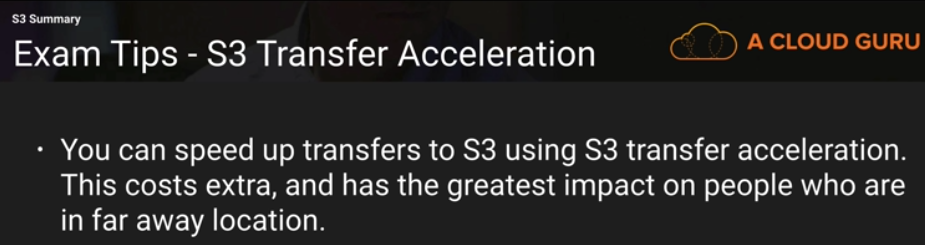 S3 Summary
Exam Tips - S3 Transfer Acceleration
A CLOUD GURU
• You can speed up transfers to S3 using S3 transfer acceleration.
This costs extra, and has the greatest impact on people who are
in far away location.